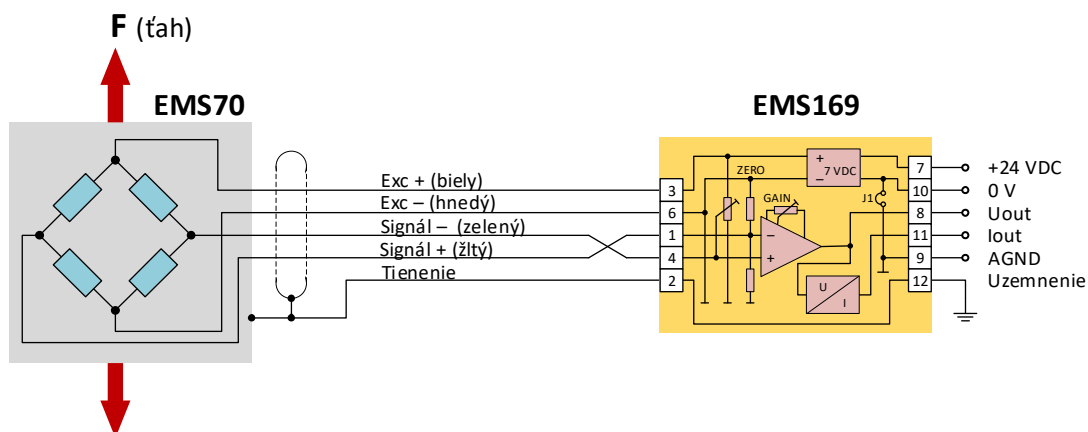 F (ťah)
EMS70
EMS169
Exc + (biely)
Exc – (hnedý)
Signál – (zelený)
Signál + (žltý)
Tienenie
3
6
1
4
2
ZERO
GAIN
+
–
7 VDC
–
+
J1
U
I
7
10
8
11
9
12
+24 VDC
0 V
Uout
Iout
AGND
Uzemnenie